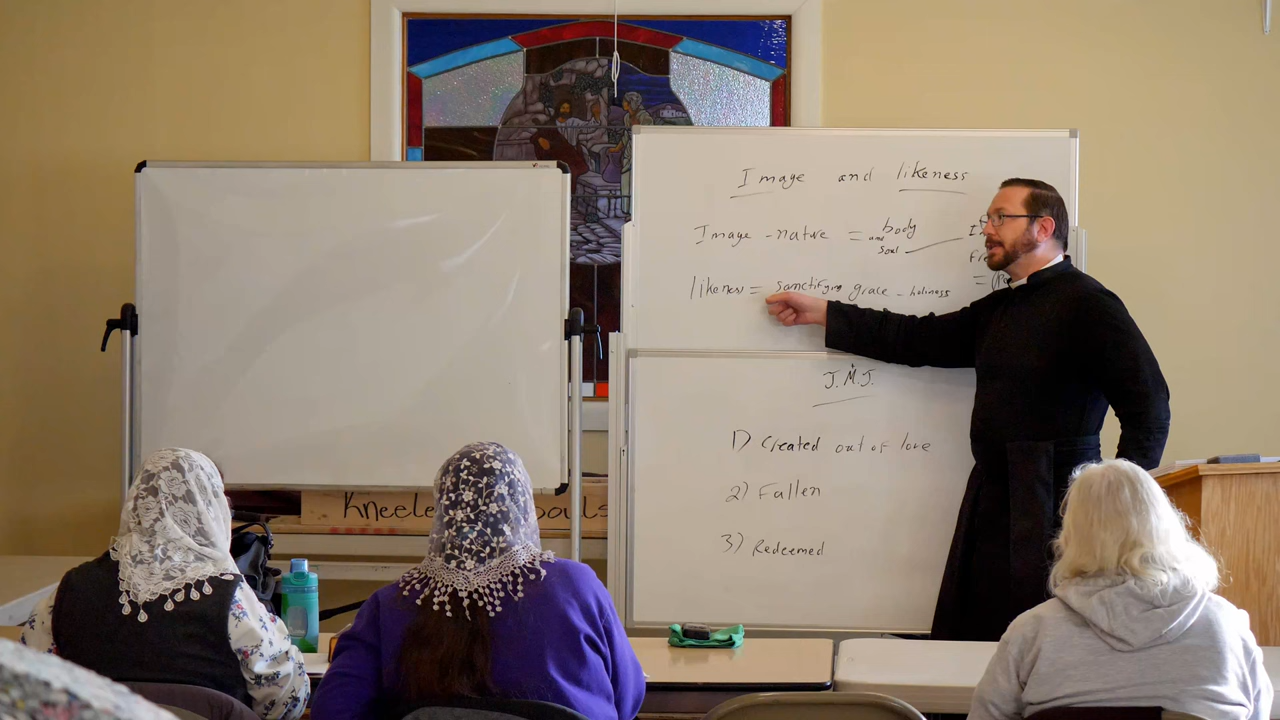 Image and likeness
Image - nature = body
and
soul
likeness = sanctifying grace - holiness
J.M.J.
1) Created out of love
2) Fallen
3) Redeemed
Kneele
ouls